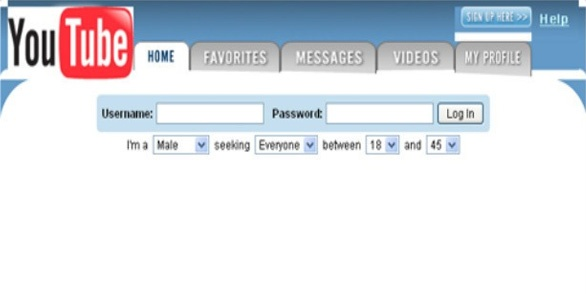 YouTube
SIGN UP HERE >> Help
HOME FAVORITES MESSAGES VIDEOS MY PROFILE
Username: Password: Log In
I'm a Male seeking Everyone between 18 and 45